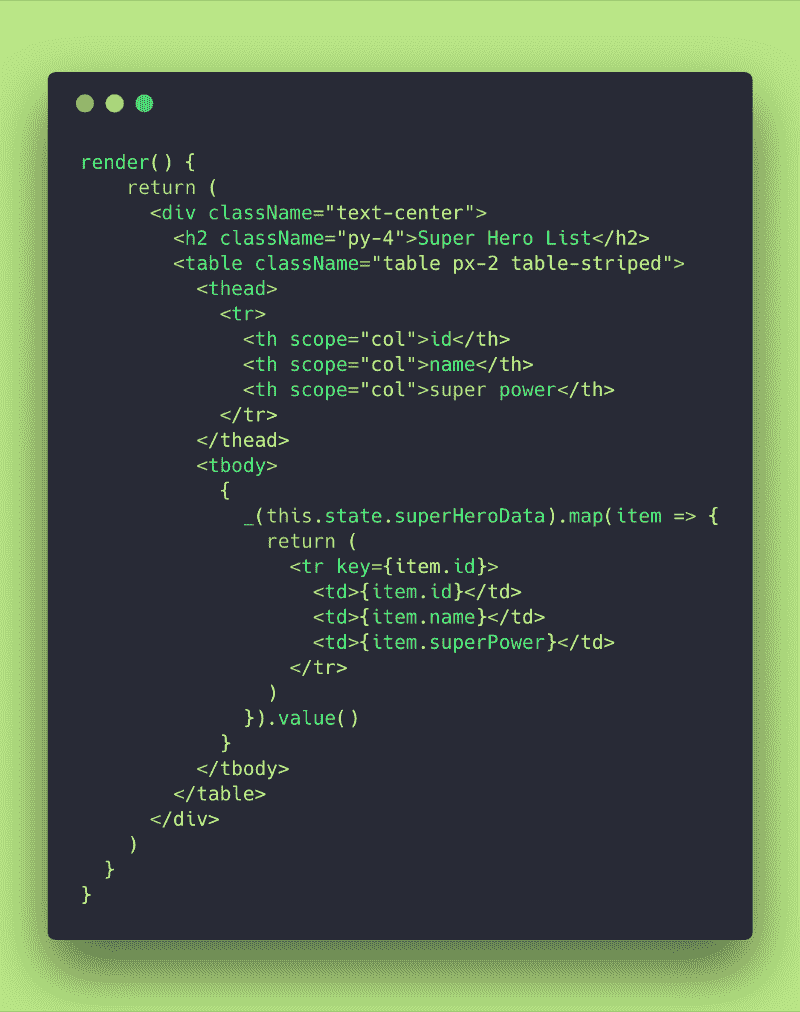 render() {
    return (
      <div className="text-center">
        <h2 className="py-4">Super Hero List</h2>
        <table className="table px-2 table-striped">
          <thead>
            <tr>
              <th scope="col">id</th>
              <th scope="col">name</th>
              <th scope="col">super power</th>
            </tr>
          </thead>
          <tbody>
            {
              _(this.state.superHeroData).map(item => {
                return (
                  <tr key={item.id}>
                    <td>{item.id}</td>
                    <td>{item.name}</td>
                    <td>{item.superPower}</td>
                  </tr>
                )
              }).value()
            }
          </tbody>
        </table>
      </div>
    )
  }
}